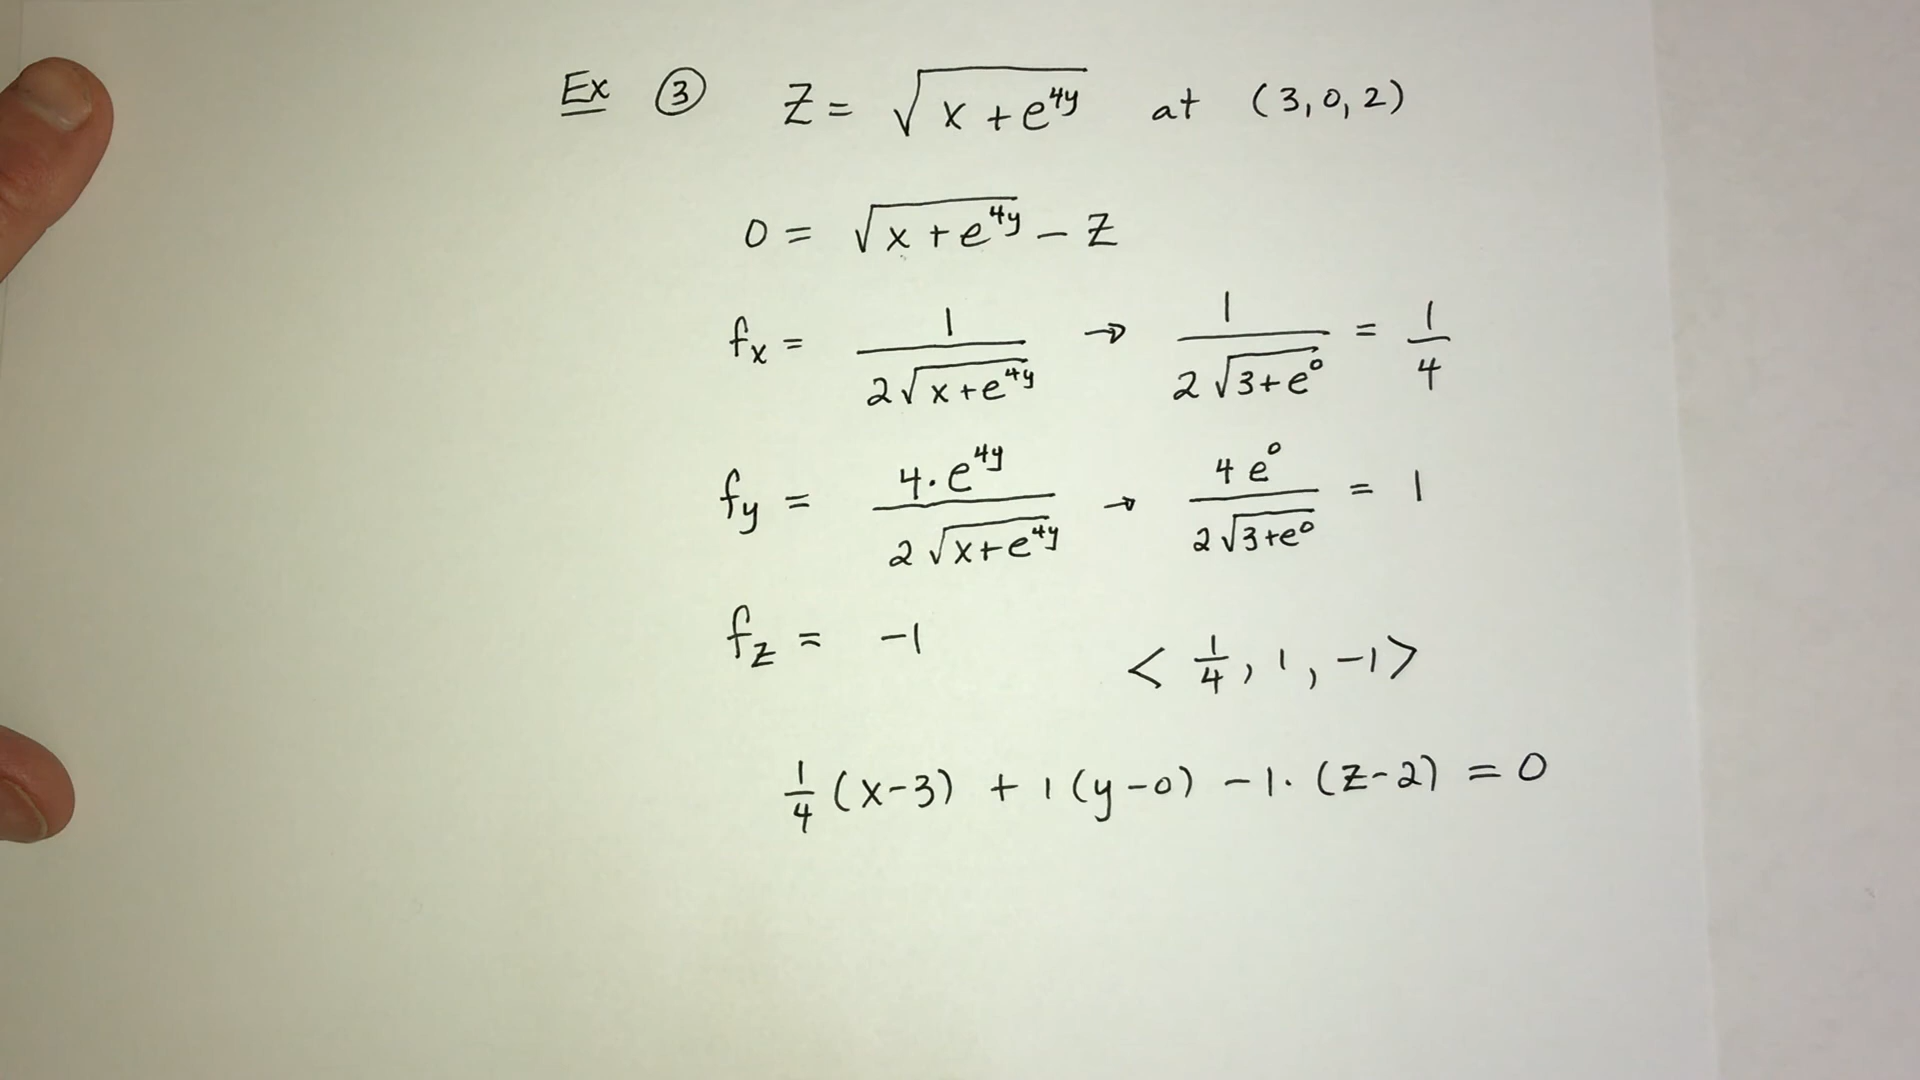 Ex ③ z = √(x + e^{4y}) at (3, 0, 2)
0 = √(x + e^{4y}) − z
f_x = 1 / (2√(x + e^{4y})) → 1 / (2√(3 + e^0)) = 1/4
f_y = 4·e^{4y} / (2√(x + e^{4y})) → 4e^0 / (2√(3 + e^0)) = 1
f_z = −1 < 1/4, 1, −1 >
1/4 (x − 3) + 1(y − 0) − 1·(z − 2) = 0